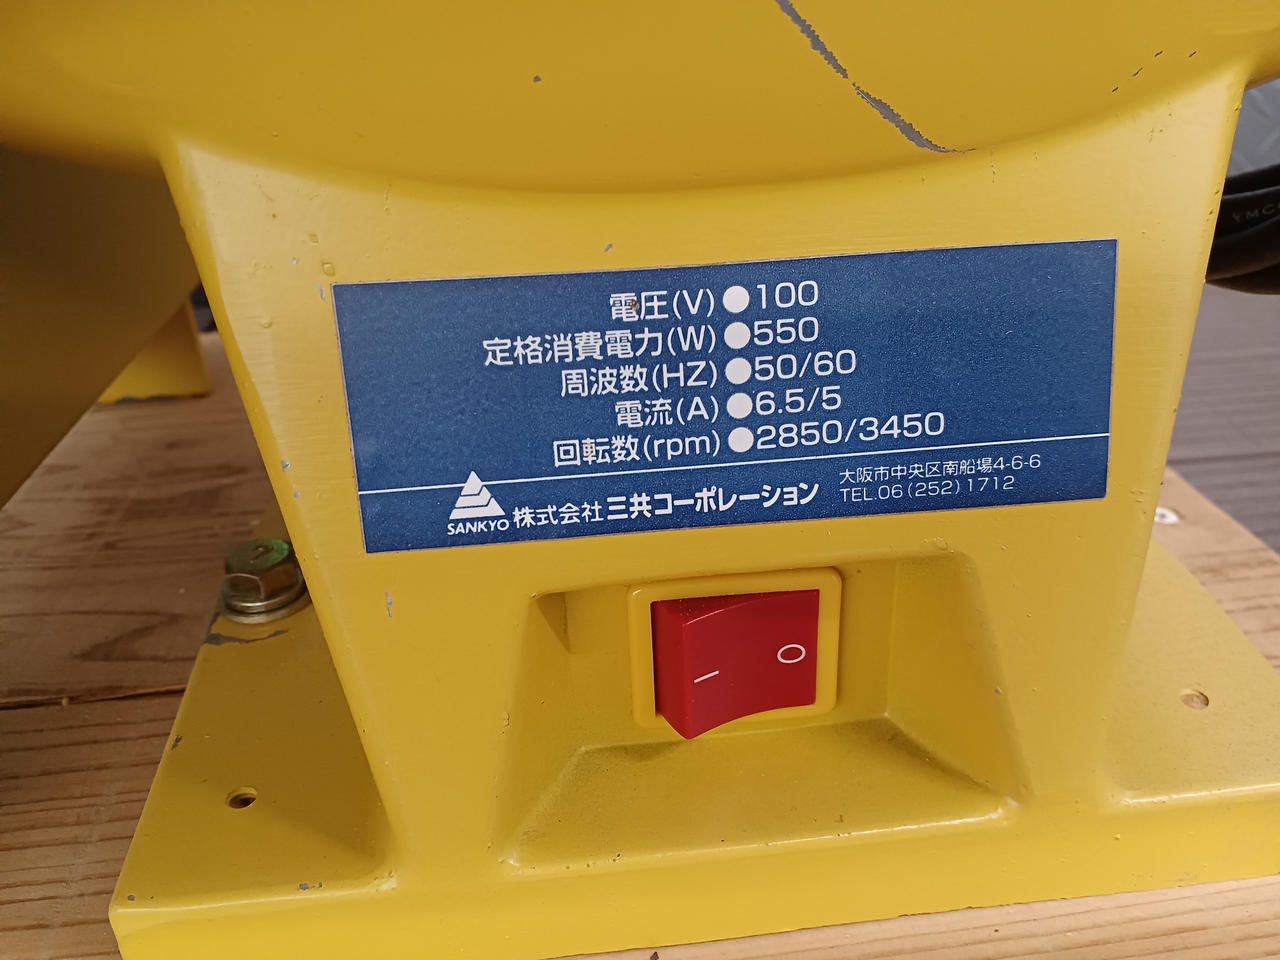 電圧(V)●100
定格消費電力(W)●550
周波数(HZ)●50/60
電流(A)●6.5/5
回転数(rpm)●2850/3450
SANKYO
株式会社 三共コーポレーション
大阪市中央区南船場4-6-6
TEL.06(252)1712
| O